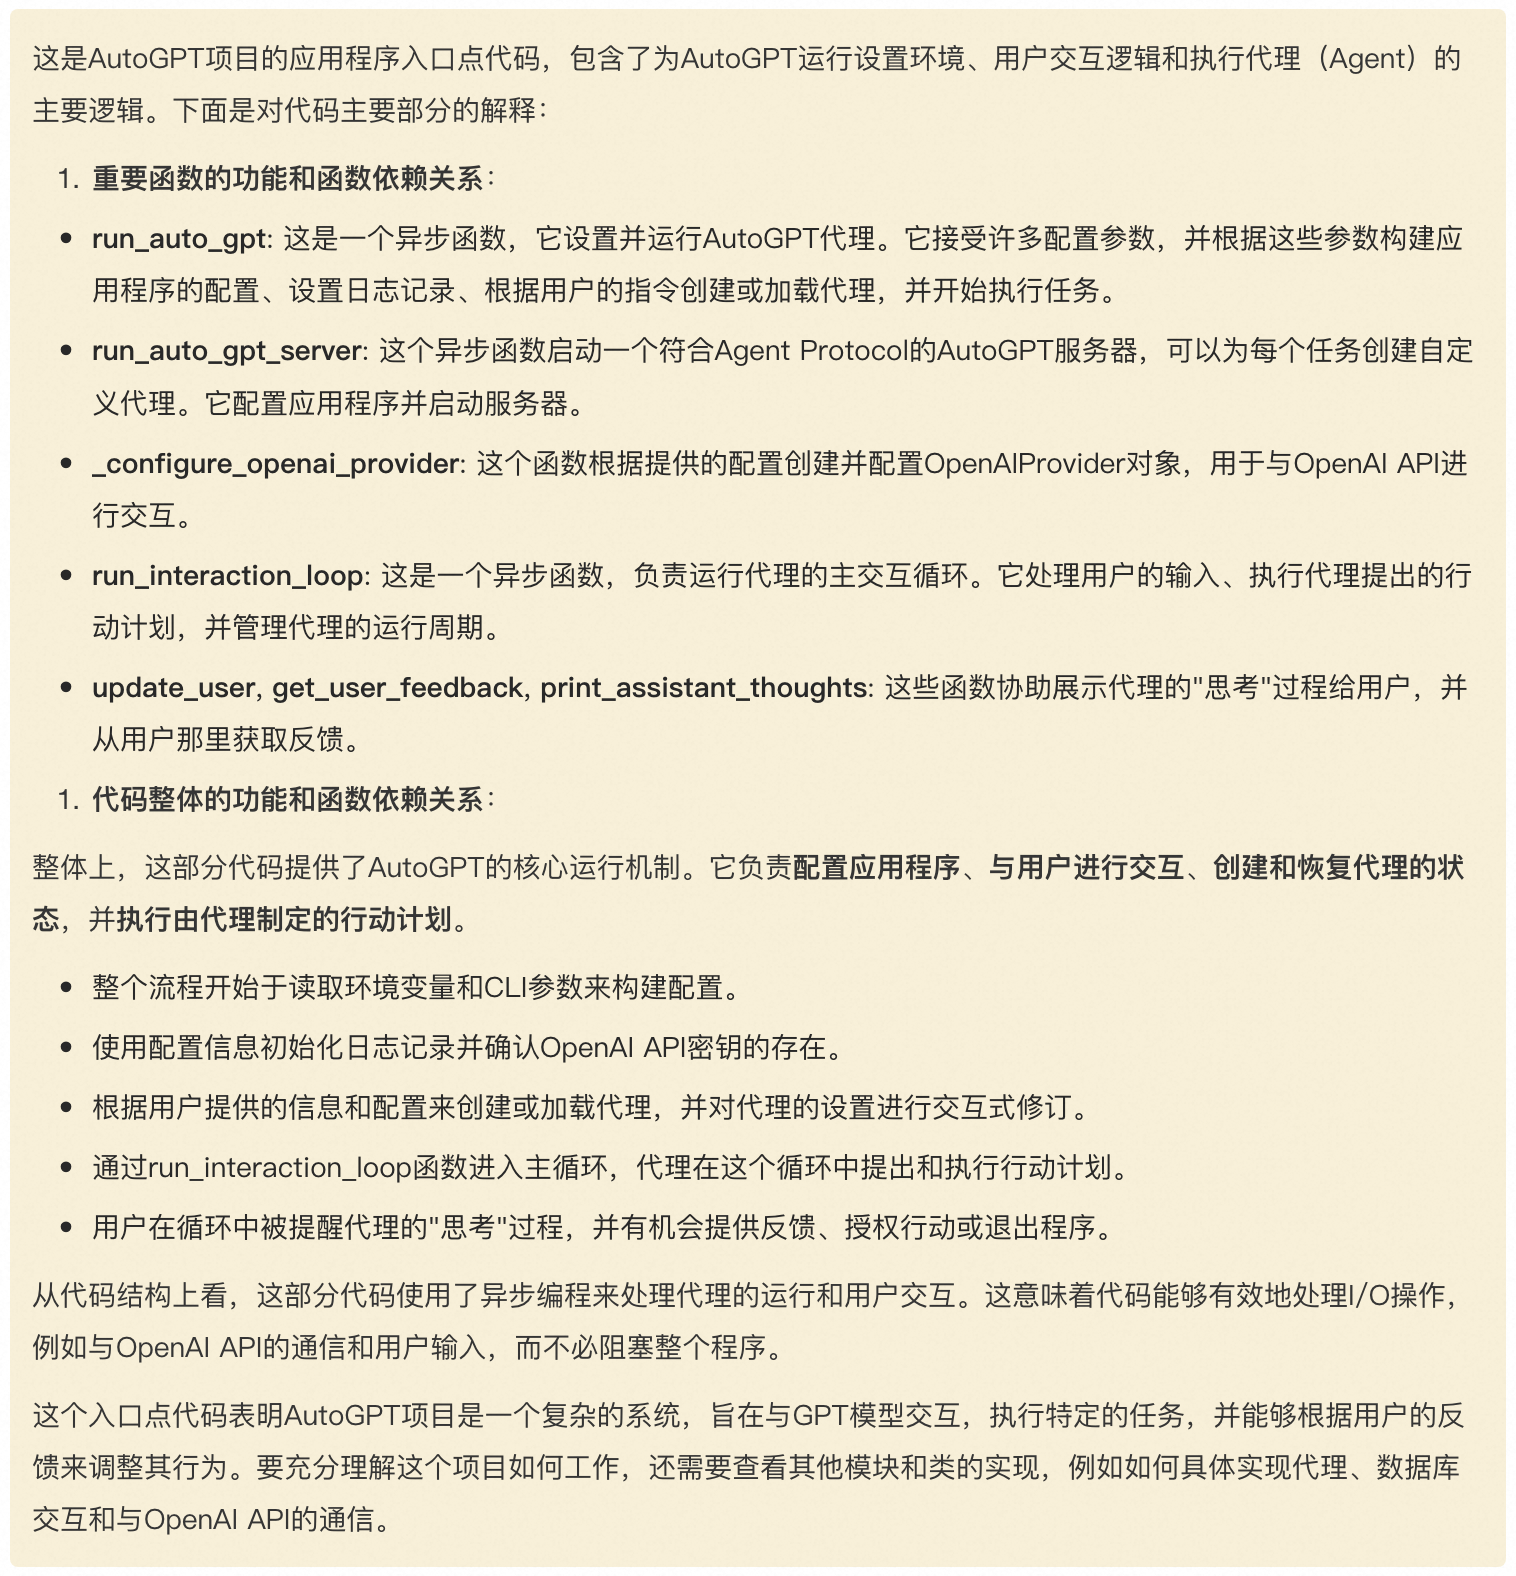 这是AutoGPT项目的应用程序入口点代码，包含了为AutoGPT运行设置环境、用户交互逻辑和执行代理（Agent）的
主要逻辑。下面是对代码主要部分的解释：
1. 重要函数的功能和函数依赖关系：
• run_auto_gpt: 这是一个异步函数，它设置并运行AutoGPT代理。它接受许多配置参数，并根据这些参数构建应
用程序的配置、设置日志记录、根据用户的指令创建或加载代理，并开始执行任务。
• run_auto_gpt_server: 这个异步函数启动一个符合Agent Protocol的AutoGPT服务器，可以为每个任务创建自定
义代理。它配置应用程序并启动服务器。
• _configure_openai_provider: 这个函数根据提供的配置创建并配置OpenAIProvider对象，用于与OpenAI API进
行交互。
• run_interaction_loop: 这是一个异步函数，负责运行代理的主交互循环。它处理用户的输入、执行代理提出的行
动计划，并管理代理的运行周期。
• update_user, get_user_feedback, print_assistant_thoughts: 这些函数协助展示代理的"思考"过程给用户，并
从用户那里获取反馈。
1. 代码整体的功能和函数依赖关系：
整体上，这部分代码提供了AutoGPT的核心运行机制。它负责配置应用程序、与用户进行交互、创建和恢复代理的状
态，并执行由代理制定的行动计划。
• 整个流程开始于读取环境变量和CLI参数来构建配置。
• 使用配置信息初始化日志记录并确认OpenAI API密钥的存在。
• 根据用户提供的信息和配置来创建或加载代理，并对代理的设置进行交互式修订。
• 通过run_interaction_loop函数进入主循环，代理在这个循环中提出和执行行动计划。
• 用户在循环中被提醒代理的"思考"过程，并有机会提供反馈、授权行动或退出程序。
从代码结构上看，这部分代码使用了异步编程来处理代理的运行和用户交互。这意味着代码能够有效地处理I/O操作，
例如与OpenAI API的通信和用户输入，而不必阻塞整个程序。
这个入口点代码表明AutoGPT项目是一个复杂的系统，旨在与GPT模型交互，执行特定的任务，并能够根据用户的反
馈来调整其行为。要充分理解这个项目如何工作，还需要查看其他模块和类的实现，例如如何具体实现代理、数据库
交互和与OpenAI API的通信。